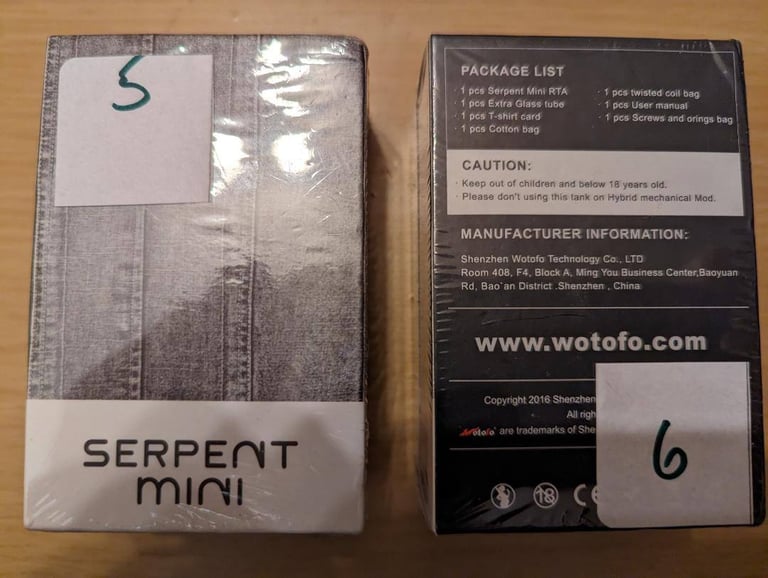 5
SERPENT
MINI
PACKAGE LIST
· 1 pcs Serpent Mini RTA
· 1 pcs Extra Glass tube
· 1 pcs T-shirt card
· 1 pcs Cotton bag
· 1 pcs twisted coil bag
· 1 pcs User manual
· 1 pcs Screws and orings bag
CAUTION:
· Keep out of children and below 18 years old.
· Please don't using this tank on Hybrid mechanical Mod.
MANUFACTURER INFORMATION:
Shenzhen Wotofo Technology Co., LTD
Room 408, F4, Block A, Ming You Business Center,Baoyuan
Rd, Bao'an District .Shenzhen , China
www.wotofo.com
Copyright 2016 Shenzhen
All righ
Wotofo are trademarks of She
18 CE
6